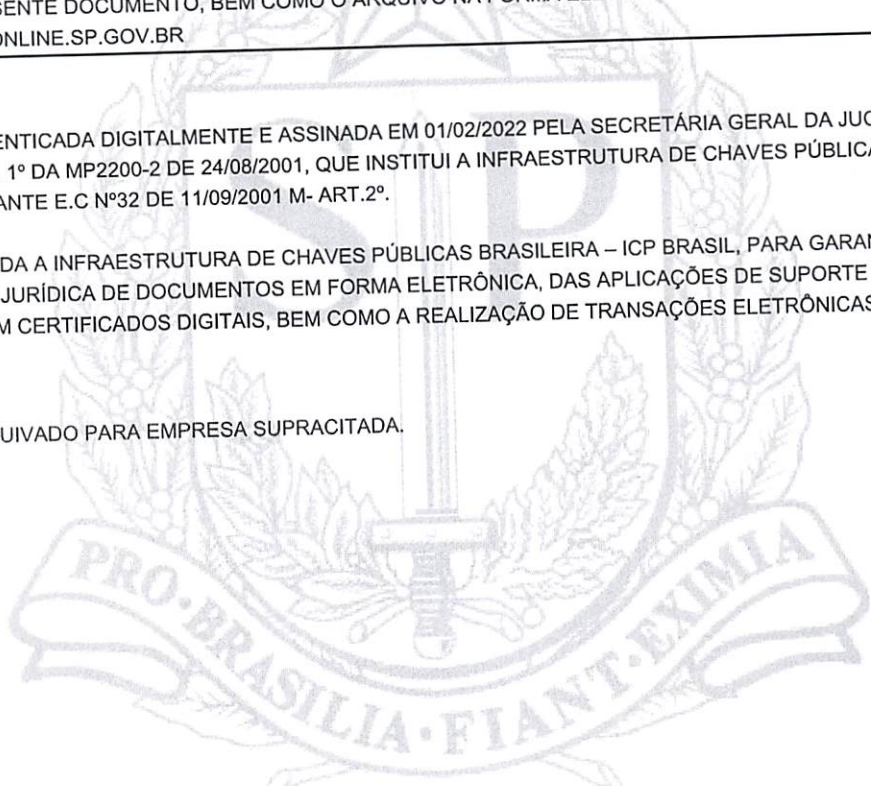 SENTE DOCUMENTO, BEM COMO O ARQUIVO NA FORMA
ONLINE.SP.GOV.BR
ENTICADA DIGITALMENTE E ASSINADA EM 01/02/2022 PELA SECRETÁRIA GERAL DA JUC
1º DA MP2200-2 DE 24/08/2001, QUE INSTITUI A INFRAESTRUTURA DE CHAVES PÚBLICA
ANTE E.C Nº32 DE 11/09/2001 M- ART.2º.
DA A INFRAESTRUTURA DE CHAVES PÚBLICAS BRASILEIRA – ICP BRASIL, PARA GARAN
JURÍDICA DE DOCUMENTOS EM FORMA ELETRÔNICA, DAS APLICAÇÕES DE SUPORTE
M CERTIFICADOS DIGITAIS, BEM COMO A REALIZAÇÃO DE TRANSAÇÕES ELETRÔNICAS
UIVADO PARA EMPRESA SUPRACITADA.
SP
PRO·BRASILIA·FIANT·EXIMIA